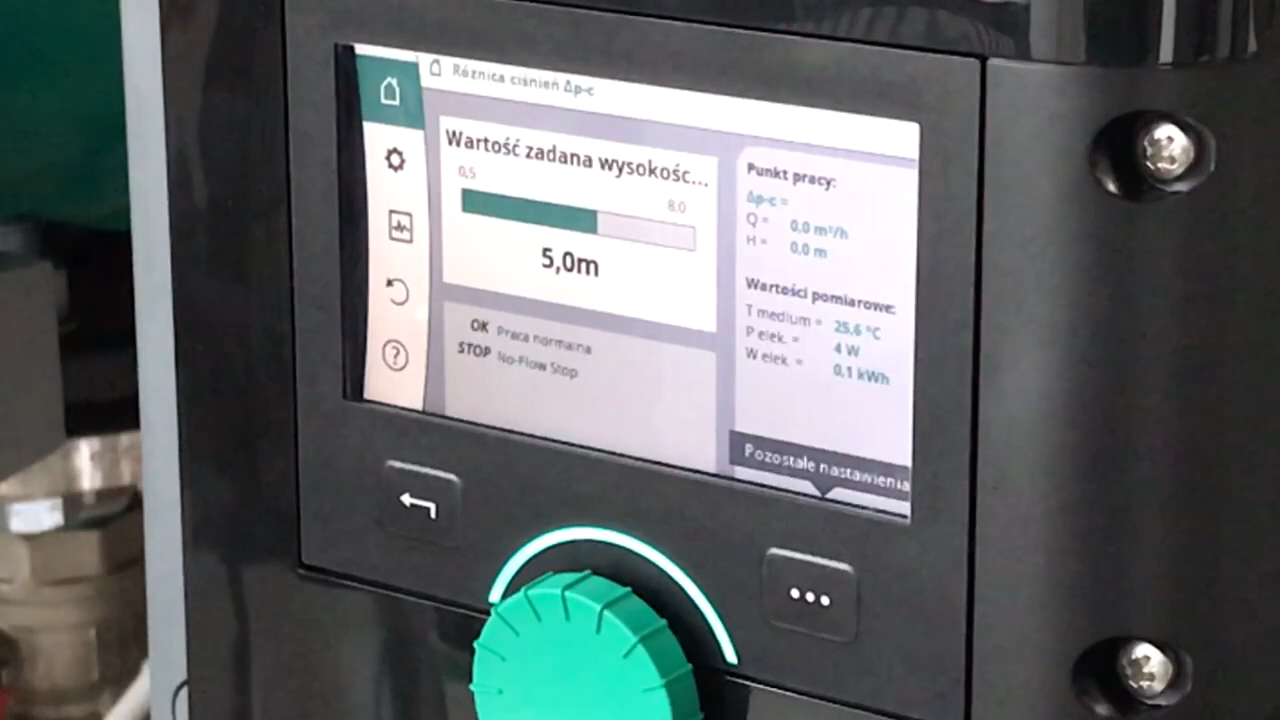 Różnica ciśnień Δp-c
Wartość zadana wysokośc...
0,5
8.0
5,0m
OK Praca normalna
STOP No-Flow Stop
Punkt pracy:
Δp-c =
Q = 0,0 m³/h
H = 0,0 m
Wartości pomiarowe:
T medium = 25,6 °C
P elek. = 4 W
W elek. = 0,1 kWh
Pozostałe nastawienia